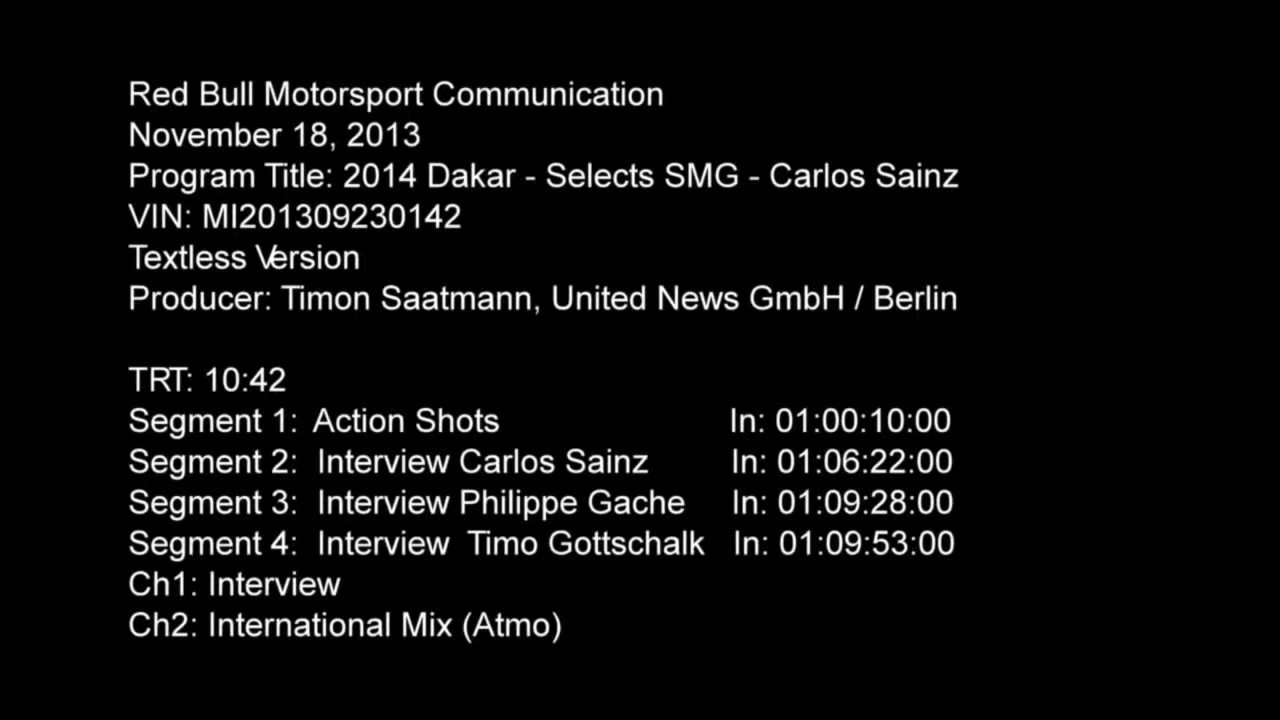 Red Bull Motorsport Communication
November 18, 2013
Program Title: 2014 Dakar - Selects SMG - Carlos Sainz
VIN: MI201309230142
Textless Version
Producer: Timon Saatmann, United News GmbH / Berlin
TRT: 10:42
Segment 1: Action Shots In: 01:00:10:00
Segment 2: Interview Carlos Sainz In: 01:06:22:00
Segment 3: Interview Philippe Gache In: 01:09:28:00
Segment 4: Interview Timo Gottschalk In: 01:09:53:00
Ch1: Interview
Ch2: International Mix (Atmo)